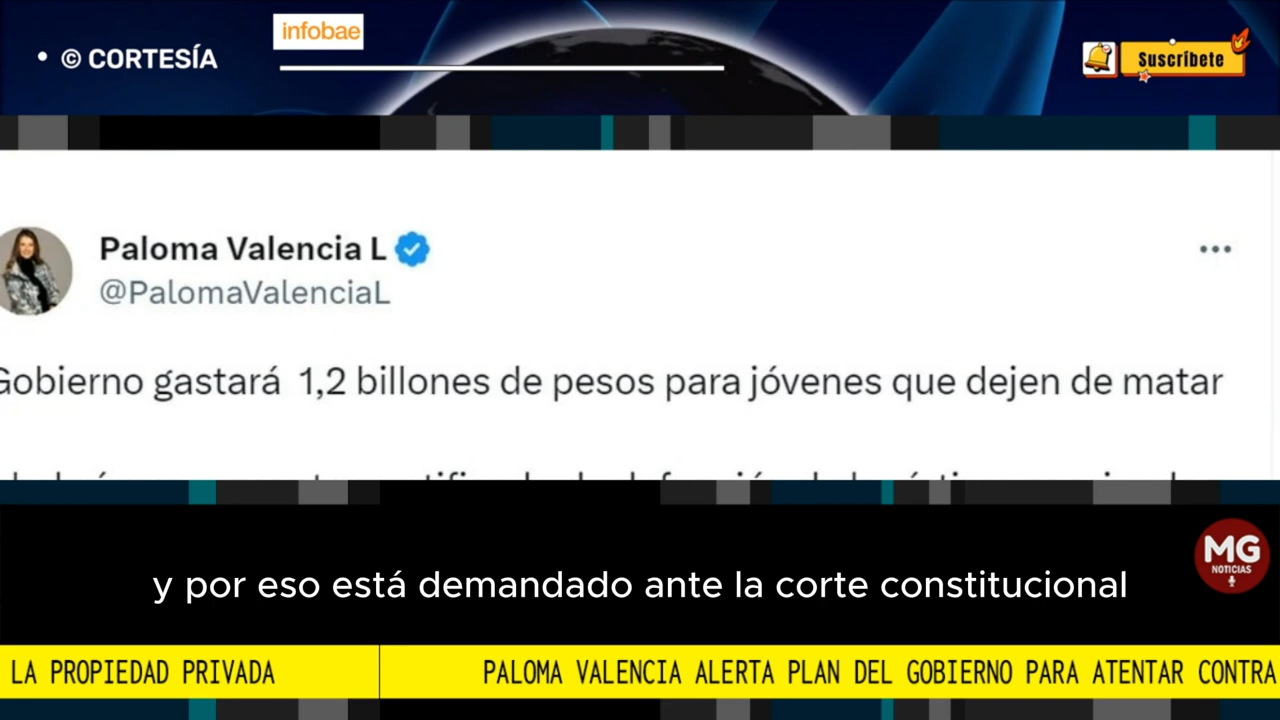 infobae
• © CORTESÍA
Suscríbete
Paloma Valencia L
@PalomaValenciaL
Gobierno gastará 1,2 billones de pesos para jóvenes que dejen de matar
MG
NOTICIAS
y por eso está demandado ante la corte constitucional
LA PROPIEDAD PRIVADA
PALOMA VALENCIA ALERTA PLAN DEL GOBIERNO PARA ATENTAR CONTRA